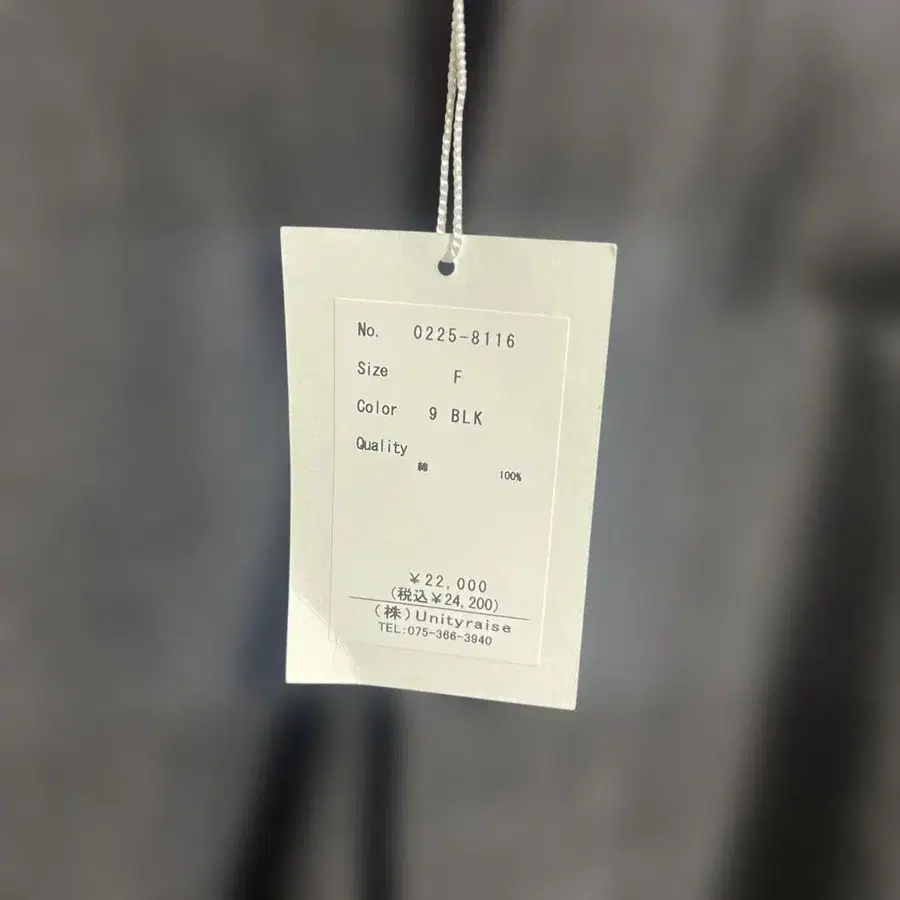 No. 0225-8116
Size F
Color 9 BLK
Quality
綿 100%
¥22,000
(税込¥24,200)
(株)Unityraise
TEL:075-366-3940